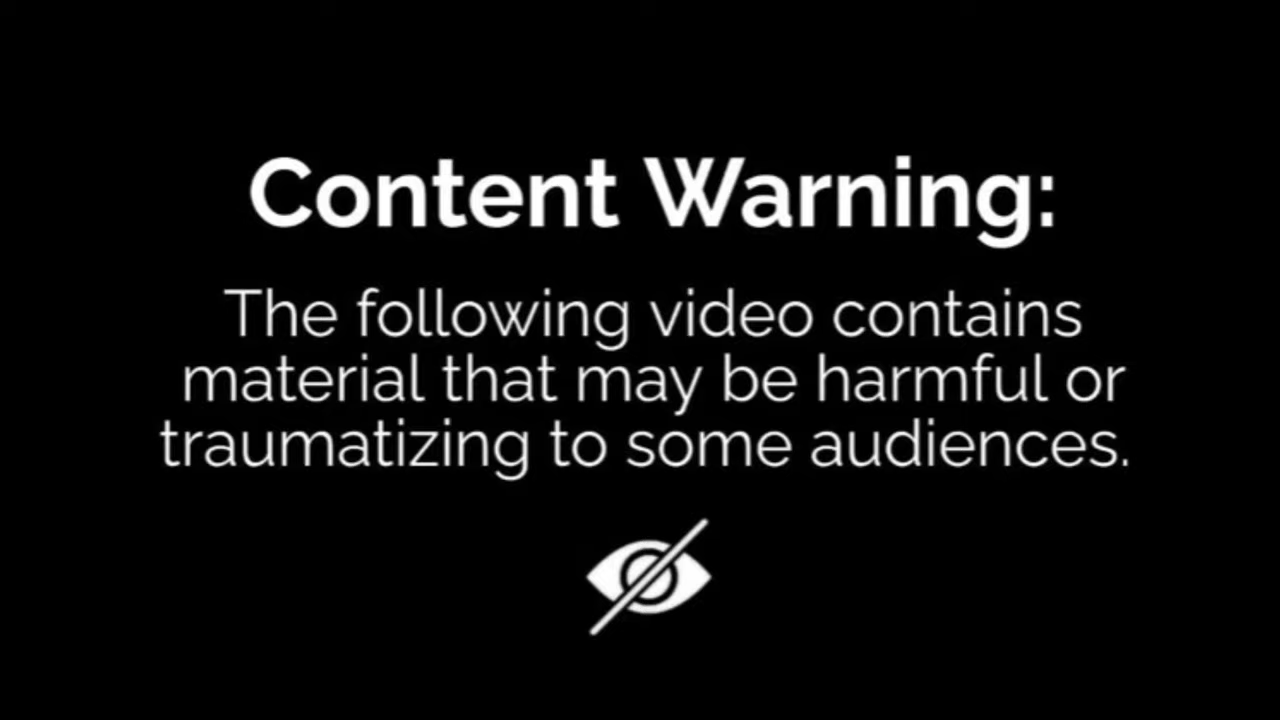 Content Warning:
The following video contains
material that may be harmful or
traumatizing to some audiences.